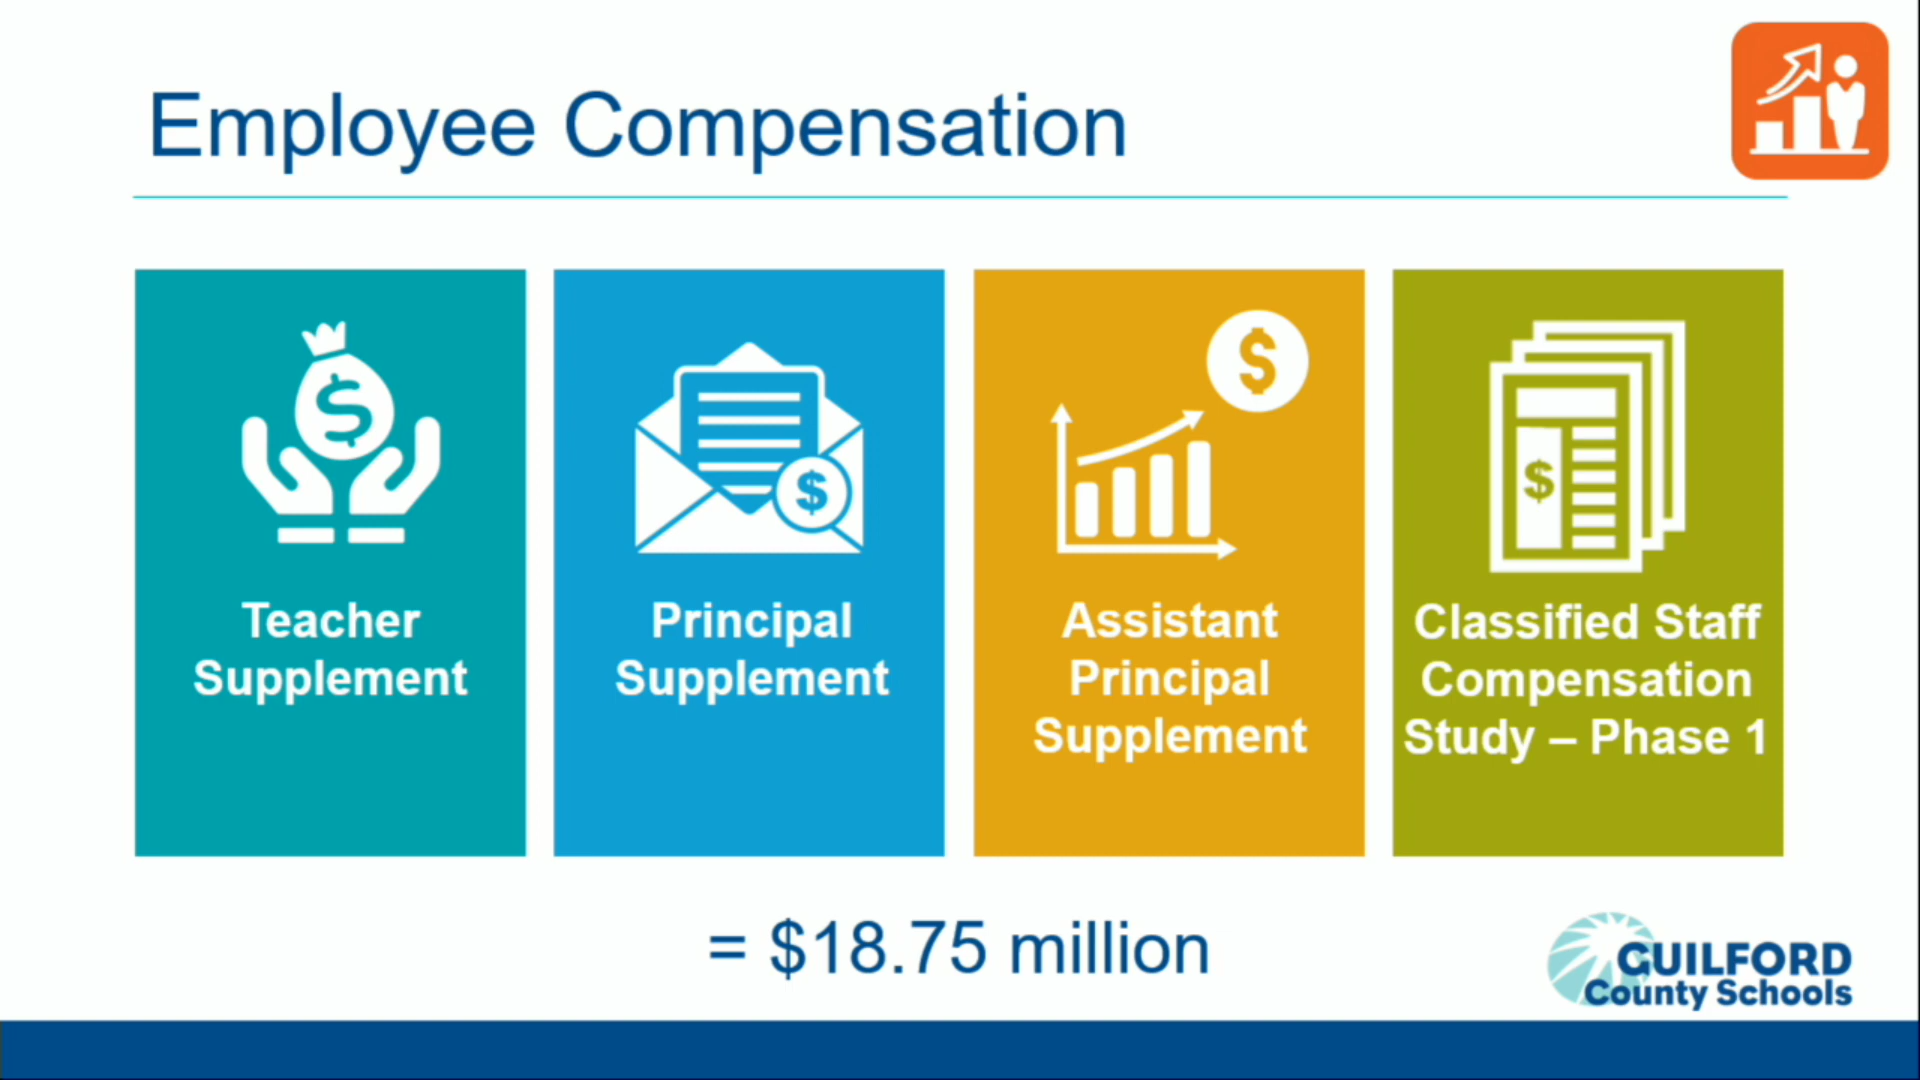 Employee Compensation
$
Teacher
Supplement
$
Principal
Supplement
$
Assistant
Principal
Supplement
$
Classified Staff
Compensation
Study – Phase 1
= $18.75 million
GUILFORD
County Schools